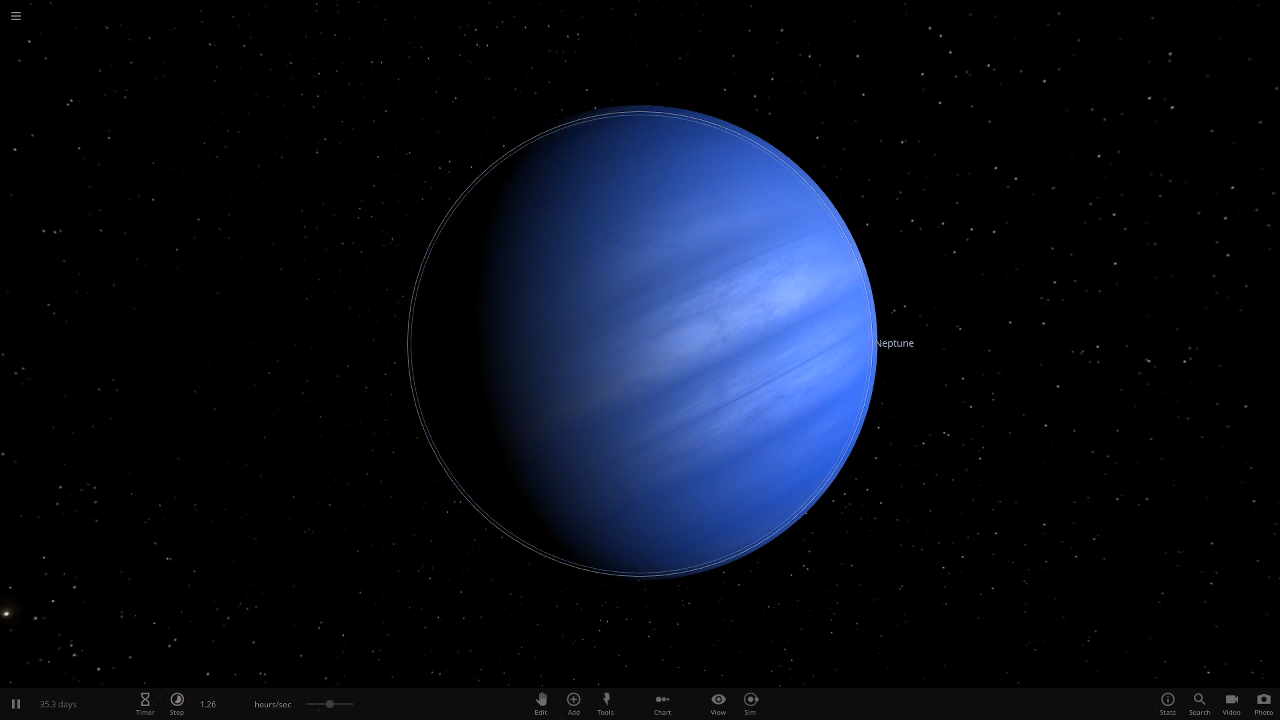 Neptune
35.3 days
Timer
Step
1.26
hours/sec
Edit
Add
Tools
Chart
View
Sim
Stats
Search
Video
Photo